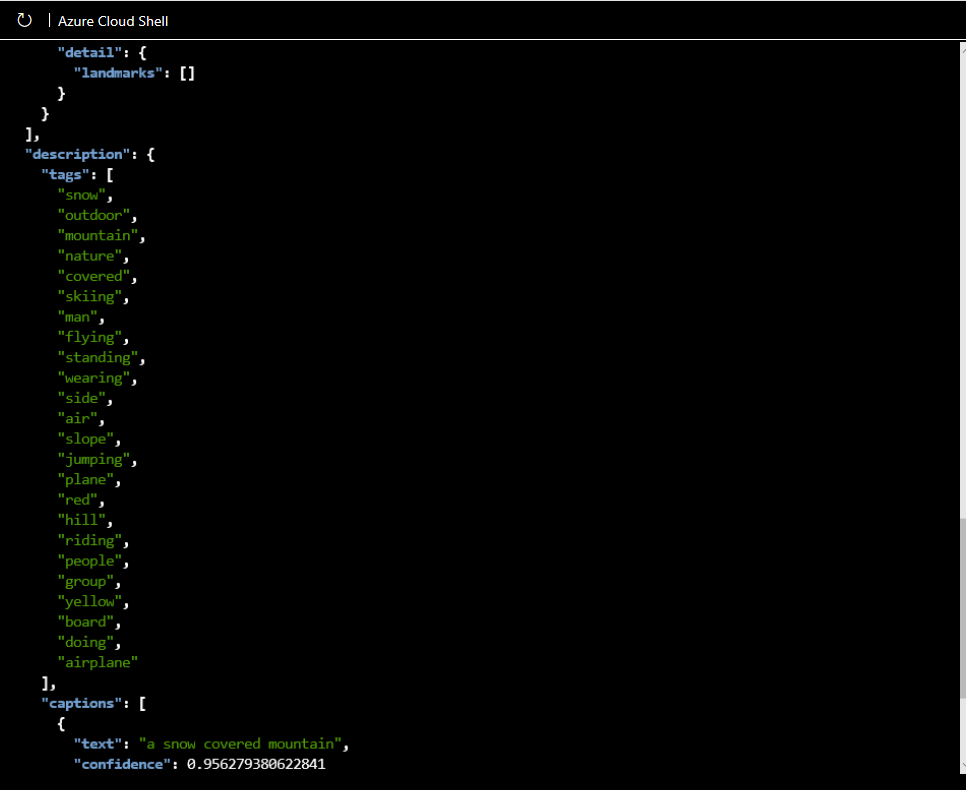 Azure Cloud Shell
"detail": {
"landmarks": []
}
}
],
"description": {
"tags": [
"snow",
"outdoor",
"mountain",
"nature",
"covered",
"skiing",
"man",
"flying",
"standing",
"wearing",
"side",
"air",
"slope",
"jumping",
"plane",
"red",
"hill",
"riding",
"people",
"group",
"yellow",
"board",
"doing",
"airplane"
],
"captions": [
{
"text": "a snow covered mountain",
"confidence": 0.956279380622841